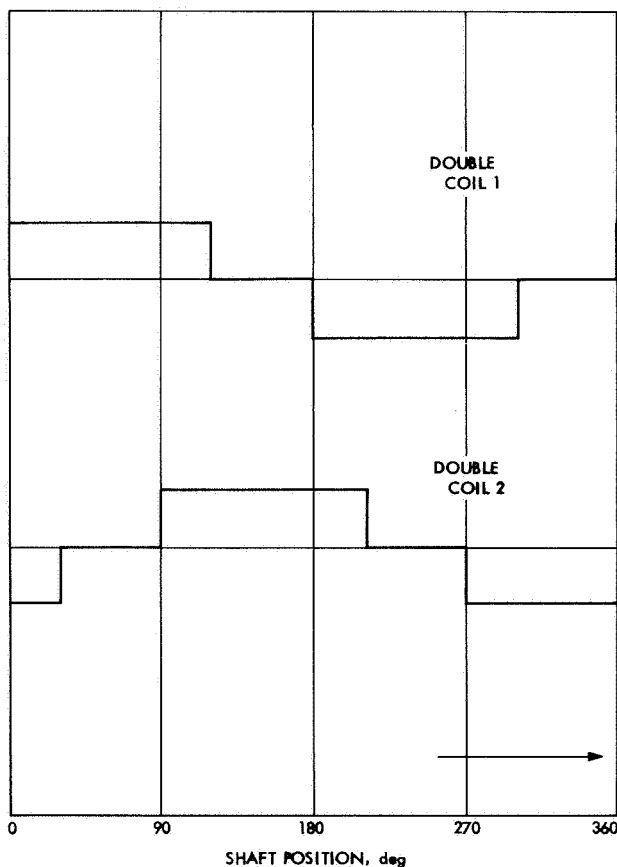 DOUBLE
COIL 1
DOUBLE
COIL 2
0 90 180 270 360
SHAFT POSITION, deg